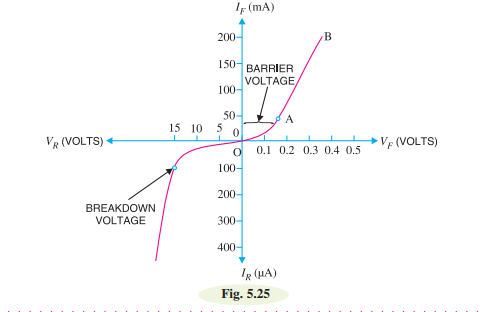 I_F (mA)
200
B
150
BARRIER
VOLTAGE
100
50
A
15 10 5 0
V_R (VOLTS)
V_F (VOLTS)
O
0.1 0.2 0.3 0.4 0.5
100
200
BREAKDOWN
VOLTAGE
300
400
I_R (μA)
Fig. 5.25